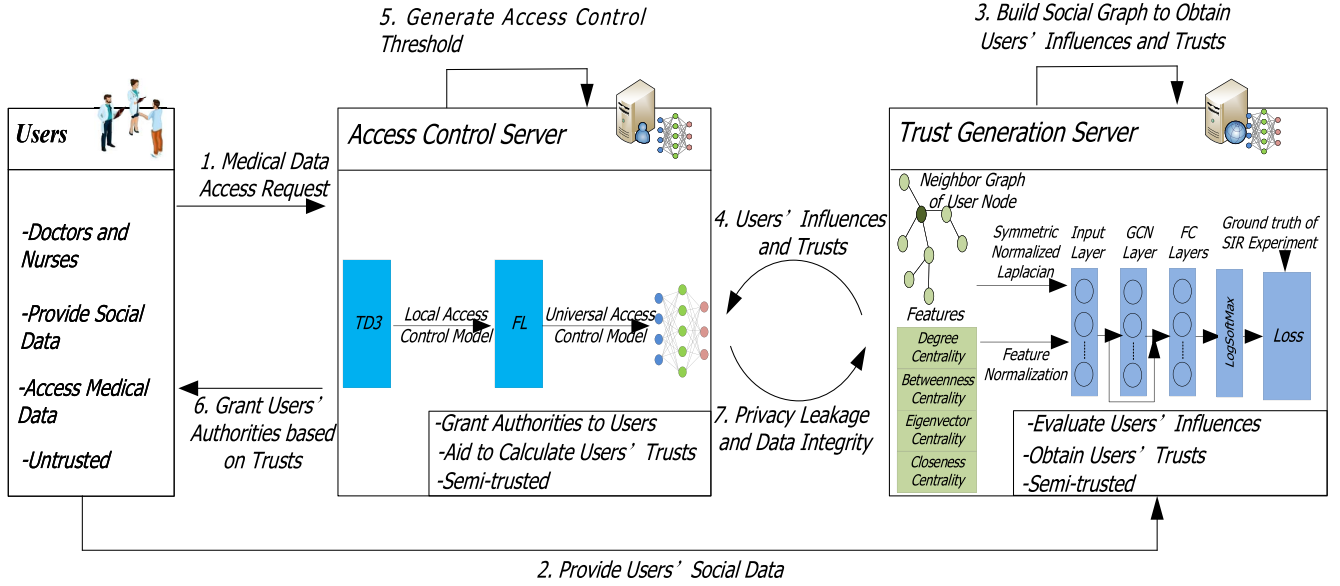 5. Generate Access Control
Threshold
3. Build Social Graph to Obtain
Users' Influences and Trusts
Users
-Doctors and
Nurses
-Provide Social
Data
-Access Medical
Data
-Untrusted
1. Medical Data
Access Request
6. Grant Users'
Authorities based
on Trusts
Access Control Server
TD3
Local Access
Control Model
FL
Universal Access
Control Model
-Grant Authorities to Users
-Aid to Calculate Users' Trusts
-Semi-trusted
4. Users' Influences
and Trusts
7. Privacy Leakage
and Data Integrity
Trust Generation Server
Neighbor Graph
of User Node
Features
Degree
Centrality
Betweenness
Centrality
Eigenvector
Centrality
Closeness
Centrality
Symmetric
Normalized
Laplacian
Feature
Normalization
Input
Layer
GCN
Layer
FC
Layers
LogSoftMax
Ground truth of
SIR Experiment
Loss
-Evaluate Users' Influences
-Obtain Users' Trusts
-Semi-trusted
2. Provide Users' Social Data